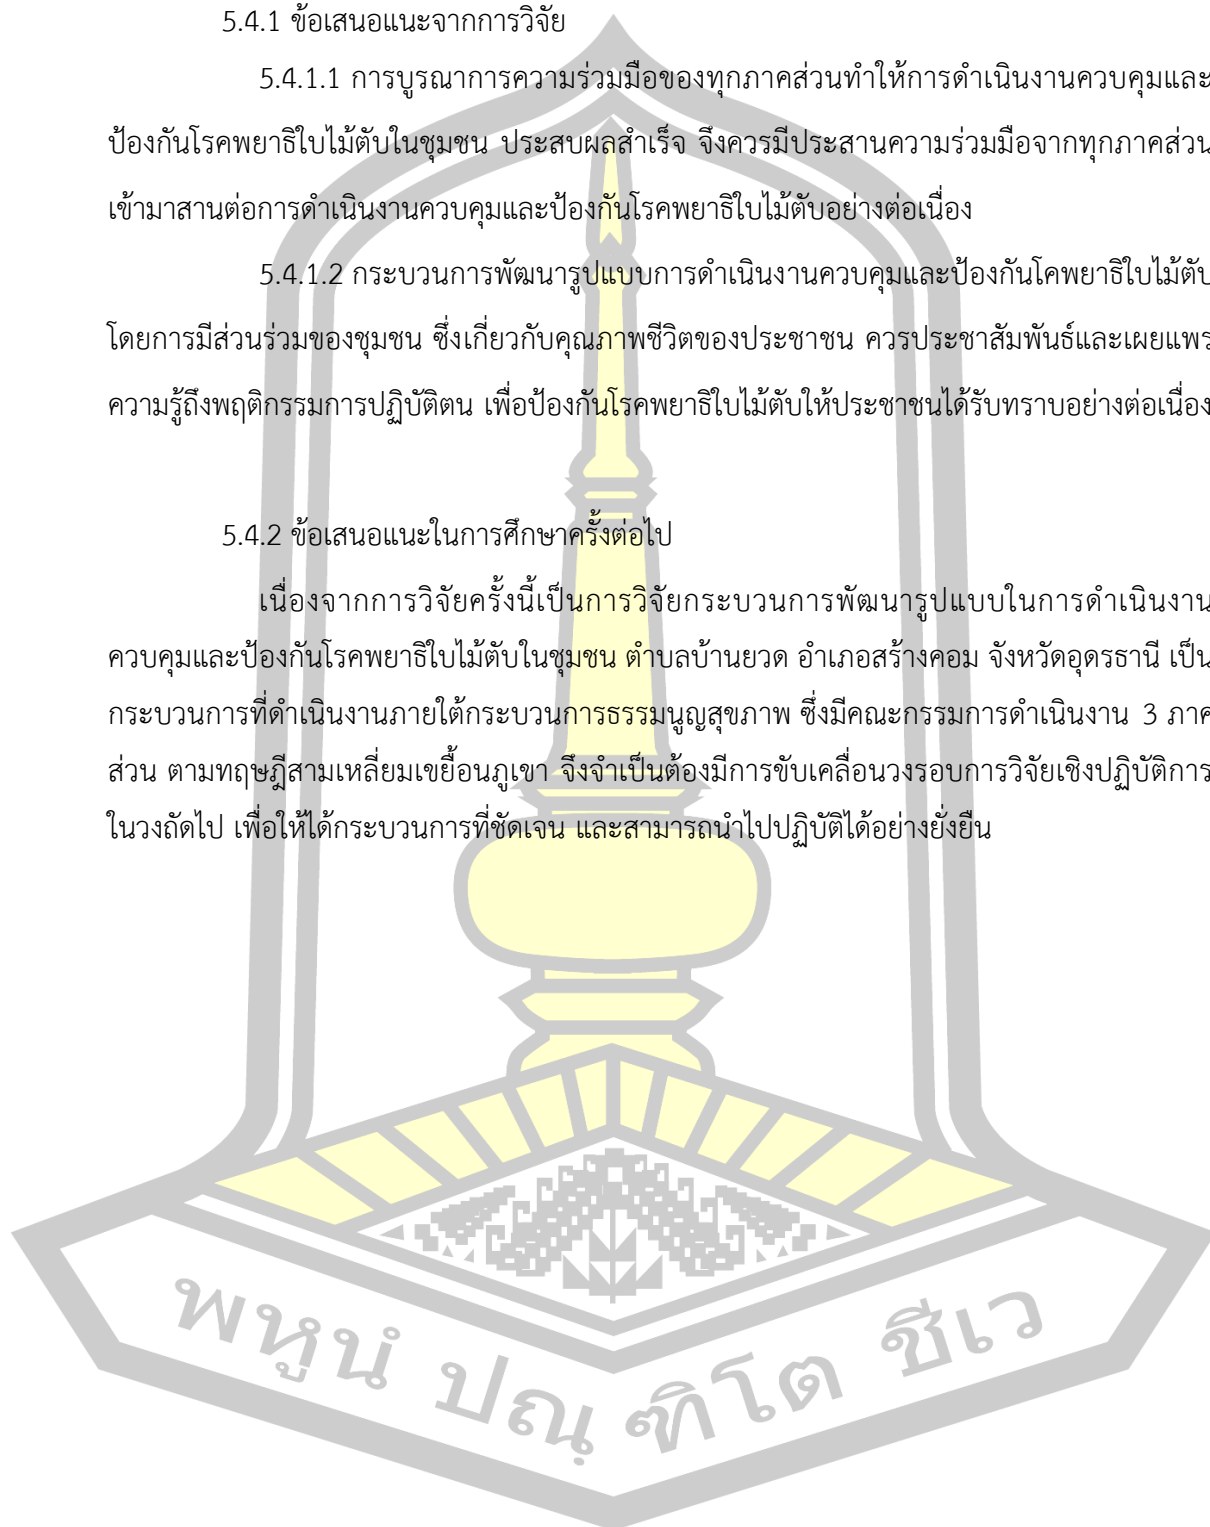 5.4.1 ข้อเสนอแนะจากการวิจัย
5.4.1.1 การบูรณาการความร่วมมือของทุกภาคส่วนทำให้การดำเนินงานควบคุมและ
ป้องกันโรคพยาธิใบไม้ตับในชุมชน ประสบผลสำเร็จ จึงควรมีประสานความร่วมมือจากทุกภาคส่วน
เข้ามาสานต่อการดำเนินงานควบคุมและป้องกันโรคพยาธิใบไม้ตับอย่างต่อเนื่อง
5.4.1.2 กระบวนการพัฒนารูปแบบการดำเนินงานควบคุมและป้องกันโคพยาธิใบไม้ตับ
โดยการมีส่วนร่วมของชุมชน ซึ่งเกี่ยวกับคุณภาพชีวิตของประชาชน ควรประชาสัมพันธ์และเผยแพร
ความรู้ถึงพฤติกรรมการปฏิบัติตน เพื่อป้องกันโรคพยาธิใบไม้ตับให้ประชาชนได้รับทราบอย่างต่อเนื่อง
5.4.2 ข้อเสนอแนะในการศึกษาครั้งต่อไป
เนื่องจากการวิจัยครั้งนี้เป็นการวิจัยกระบวนการพัฒนารูปแบบในการดำเนินงาน
ควบคุมและป้องกันโรคพยาธิใบไม้ตับในชุมชน ตำบลบ้านยวด อำเภอสร้างคอม จังหวัดอุดรธานี เป็น
กระบวนการที่ดำเนินงานภายใต้กระบวนการธรรมนูญสุขภาพ ซึ่งมีคณะกรรมการดำเนินงาน 3 ภาค
ส่วน ตามทฤษฎีสามเหลี่ยมเขยื้อนภูเขา จึงจำเป็นต้องมีการขับเคลื่อนวงรอบการวิจัยเชิงปฏิบัติการ
ในวงถัดไป เพื่อให้ได้กระบวนการที่ชัดเจน และสามารถนำไปปฏิบัติได้อย่างยั่งยืน
พหูนํ ปณฺฑิโต ชีเว